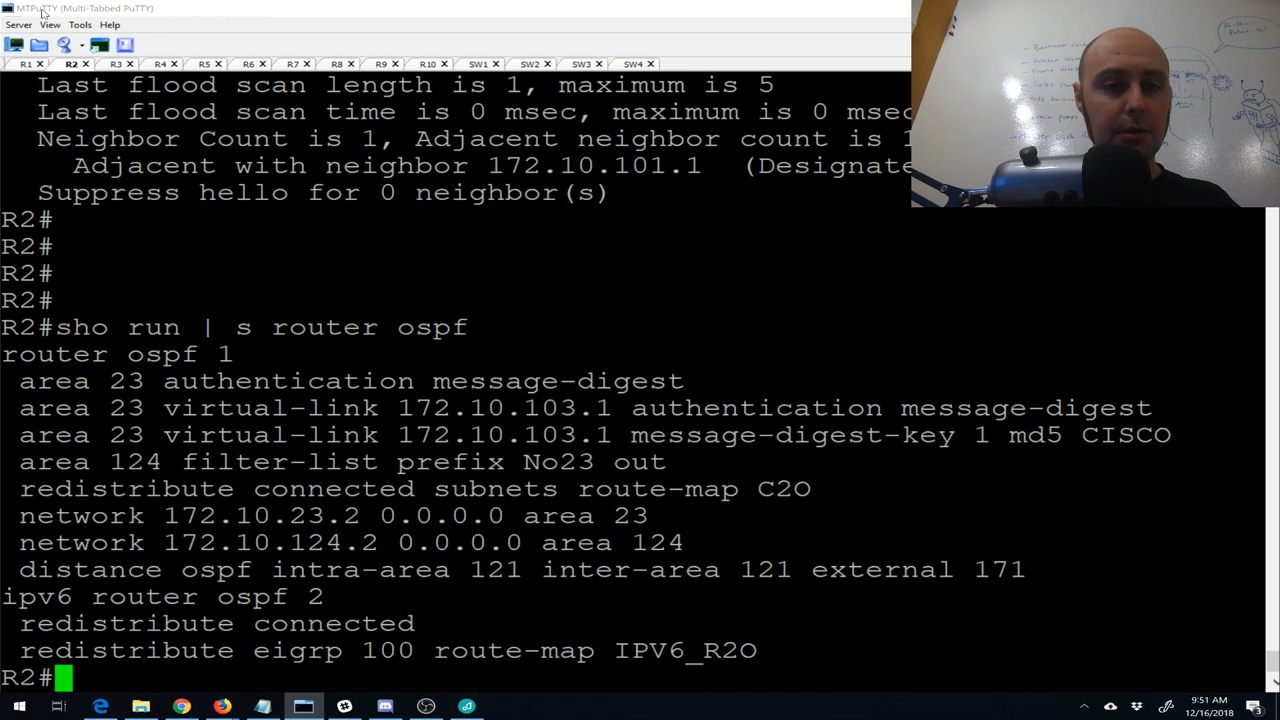 MTPuTTY (Multi-Tabbed PuTTY)
Server View Tools Help
R1 R2 R3 R4 R5 R6 R7 R8 R9 R10 SW1 SW2 SW3 SW4
Last flood scan length is 1, maximum is 5
Last flood scan time is 0 msec, maximum is 0 msec
Neighbor Count is 1, Adjacent neighbor count is 1
Adjacent with neighbor 172.10.101.1 (Designate
Suppress hello for 0 neighbor(s)
R2#
R2#
R2#
R2#
R2#sho run | s router ospf
router ospf 1
area 23 authentication message-digest
area 23 virtual-link 172.10.103.1 authentication message-digest
area 23 virtual-link 172.10.103.1 message-digest-key 1 md5 CISCO
area 124 filter-list prefix No23 out
redistribute connected subnets route-map C2O
network 172.10.23.2 0.0.0.0 area 23
network 172.10.124.2 0.0.0.0 area 124
distance ospf intra-area 121 inter-area 121 external 171
ipv6 router ospf 2
redistribute connected
redistribute eigrp 100 route-map IPV6_R2O
R2#
9:51 AM
12/16/2018
3